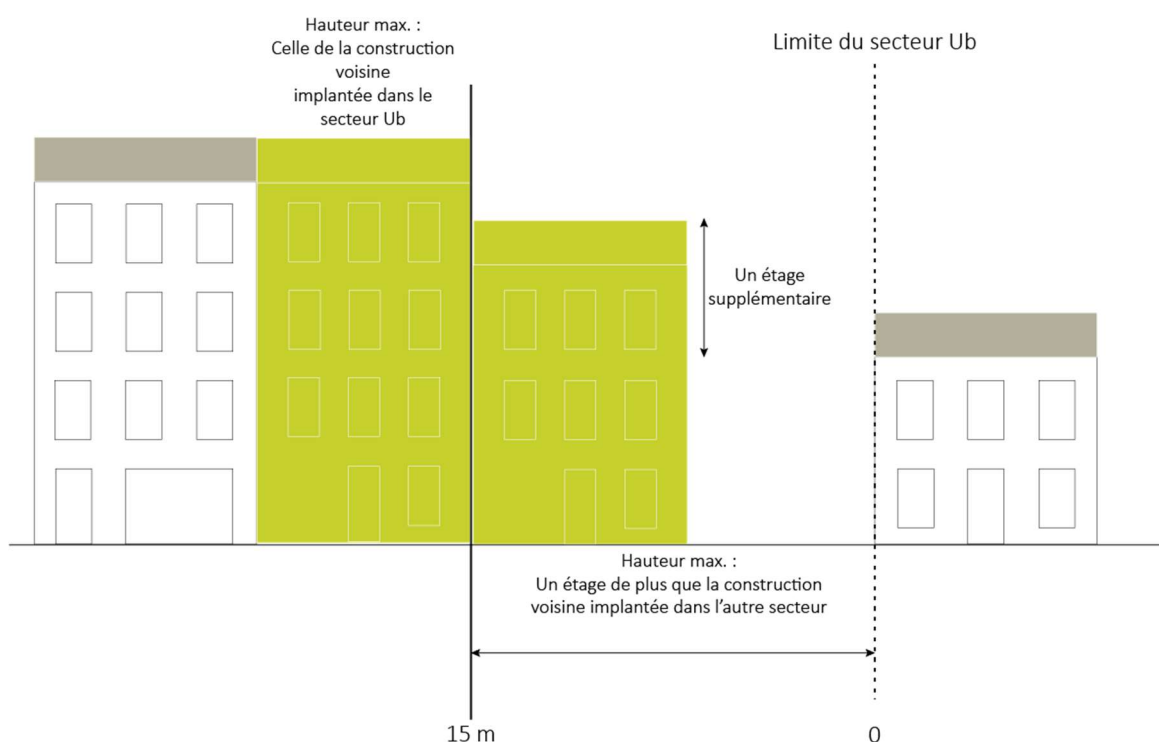 Hauteur max. :
Celle de la construction
voisine
implantée dans le
secteur Ub
Limite du secteur Ub
Un étage
supplémentaire
Hauteur max. :
Un étage de plus que la construction
voisine implantée dans l'autre secteur
15 m
0